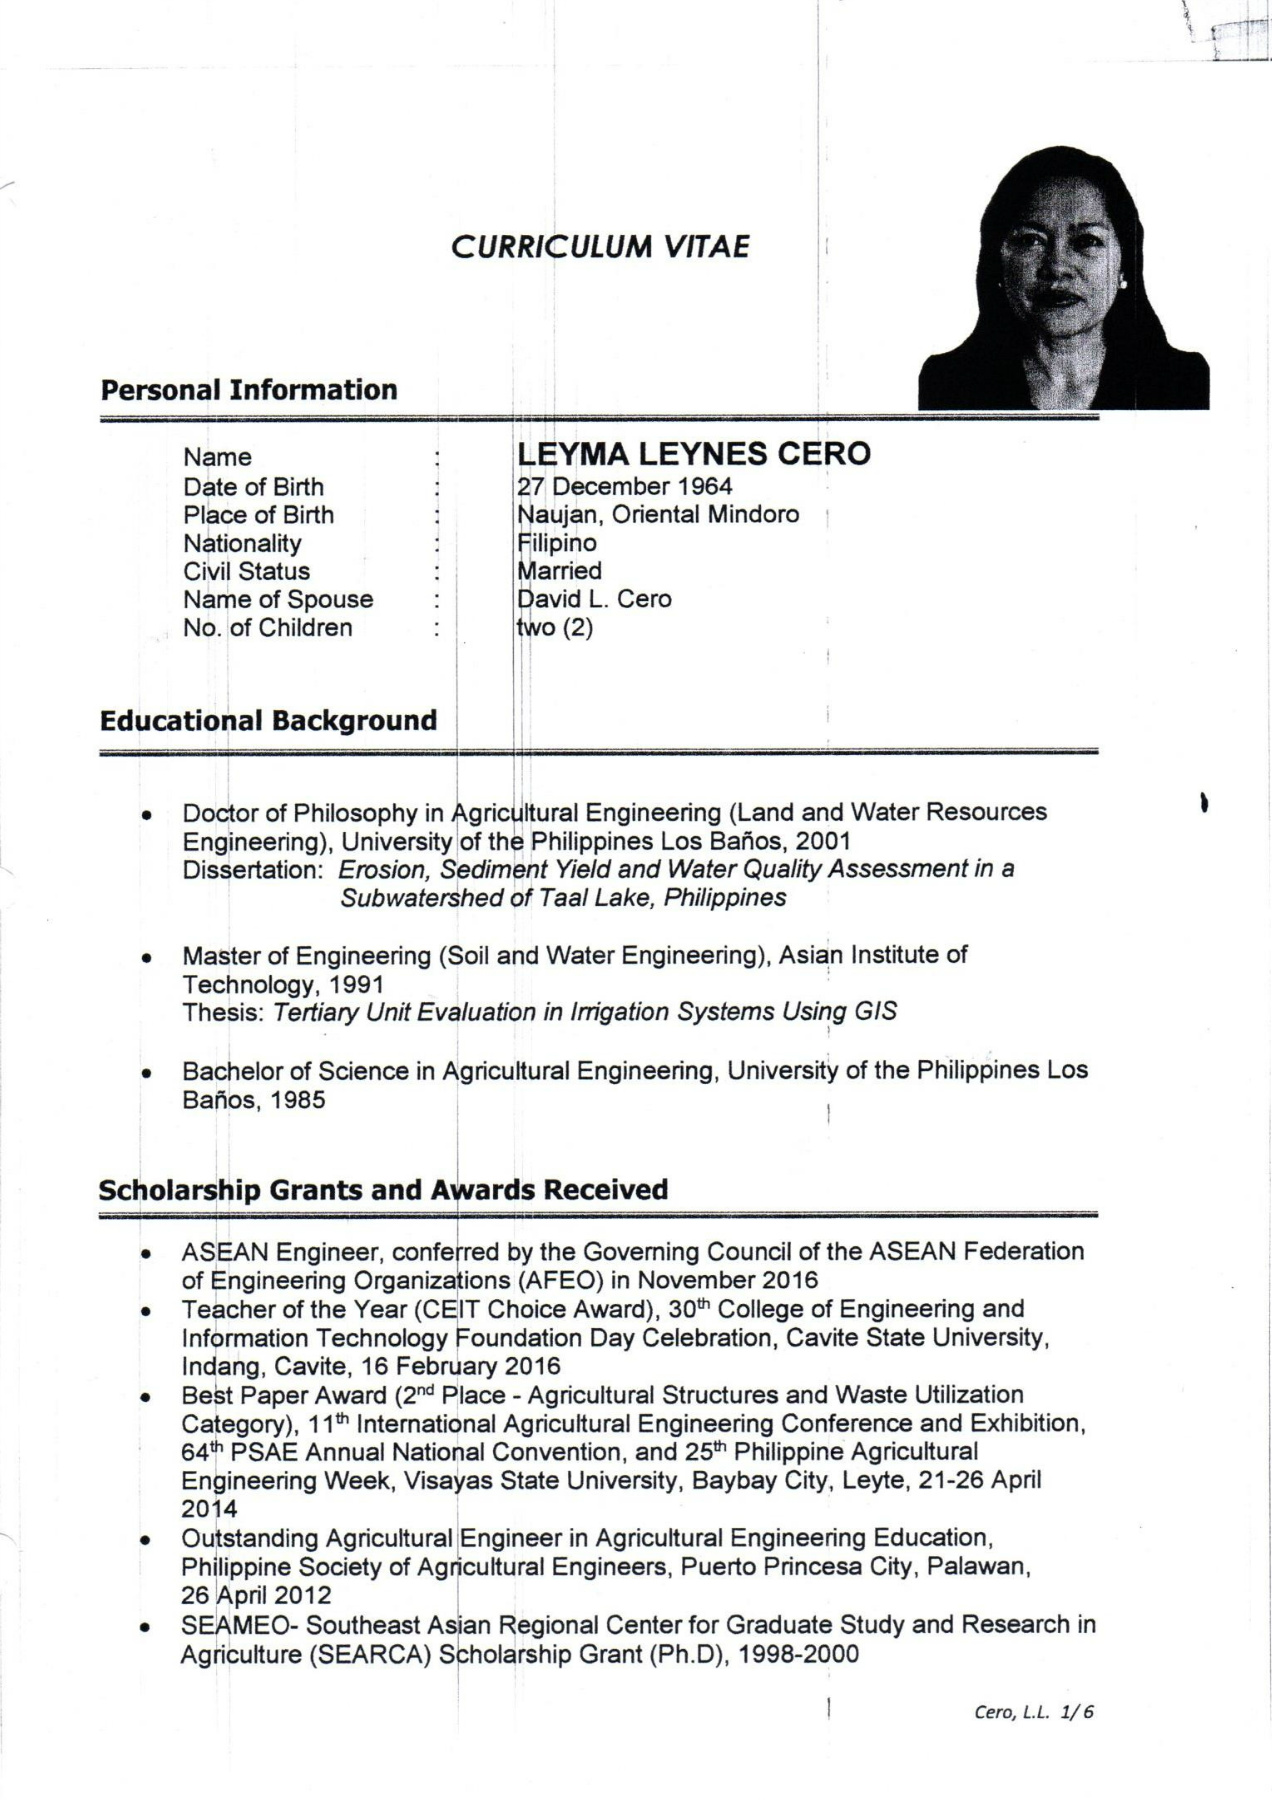 CURRICULUM VITAE
Personal Information
Name : LEYMA LEYNES CERO
Date of Birth : 27 December 1964
Place of Birth : Naujan, Oriental Mindoro
Nationality : Filipino
Civil Status : Married
Name of Spouse : David L. Cero
No. of Children : two (2)
Educational Background
• Doctor of Philosophy in Agricultural Engineering (Land and Water Resources
Engineering), University of the Philippines Los Baños, 2001
Dissertation: Erosion, Sediment Yield and Water Quality Assessment in a
Subwatershed of Taal Lake, Philippines
• Master of Engineering (Soil and Water Engineering), Asian Institute of
Technology, 1991
Thesis: Tertiary Unit Evaluation in Irrigation Systems Using GIS
• Bachelor of Science in Agricultural Engineering, University of the Philippines Los
Baños, 1985
Scholarship Grants and Awards Received
• ASEAN Engineer, conferred by the Governing Council of the ASEAN Federation
of Engineering Organizations (AFEO) in November 2016
• Teacher of the Year (CEIT Choice Award), 30th College of Engineering and
Information Technology Foundation Day Celebration, Cavite State University,
Indang, Cavite, 16 February 2016
• Best Paper Award (2nd Place - Agricultural Structures and Waste Utilization
Category), 11th International Agricultural Engineering Conference and Exhibition,
64th PSAE Annual National Convention, and 25th Philippine Agricultural
Engineering Week, Visayas State University, Baybay City, Leyte, 21-26 April
2014
• Outstanding Agricultural Engineer in Agricultural Engineering Education,
Philippine Society of Agricultural Engineers, Puerto Princesa City, Palawan,
26 April 2012
• SEAMEO- Southeast Asian Regional Center for Graduate Study and Research in
Agriculture (SEARCA) Scholarship Grant (Ph.D), 1998-2000
Cero, L.L. 1/ 6